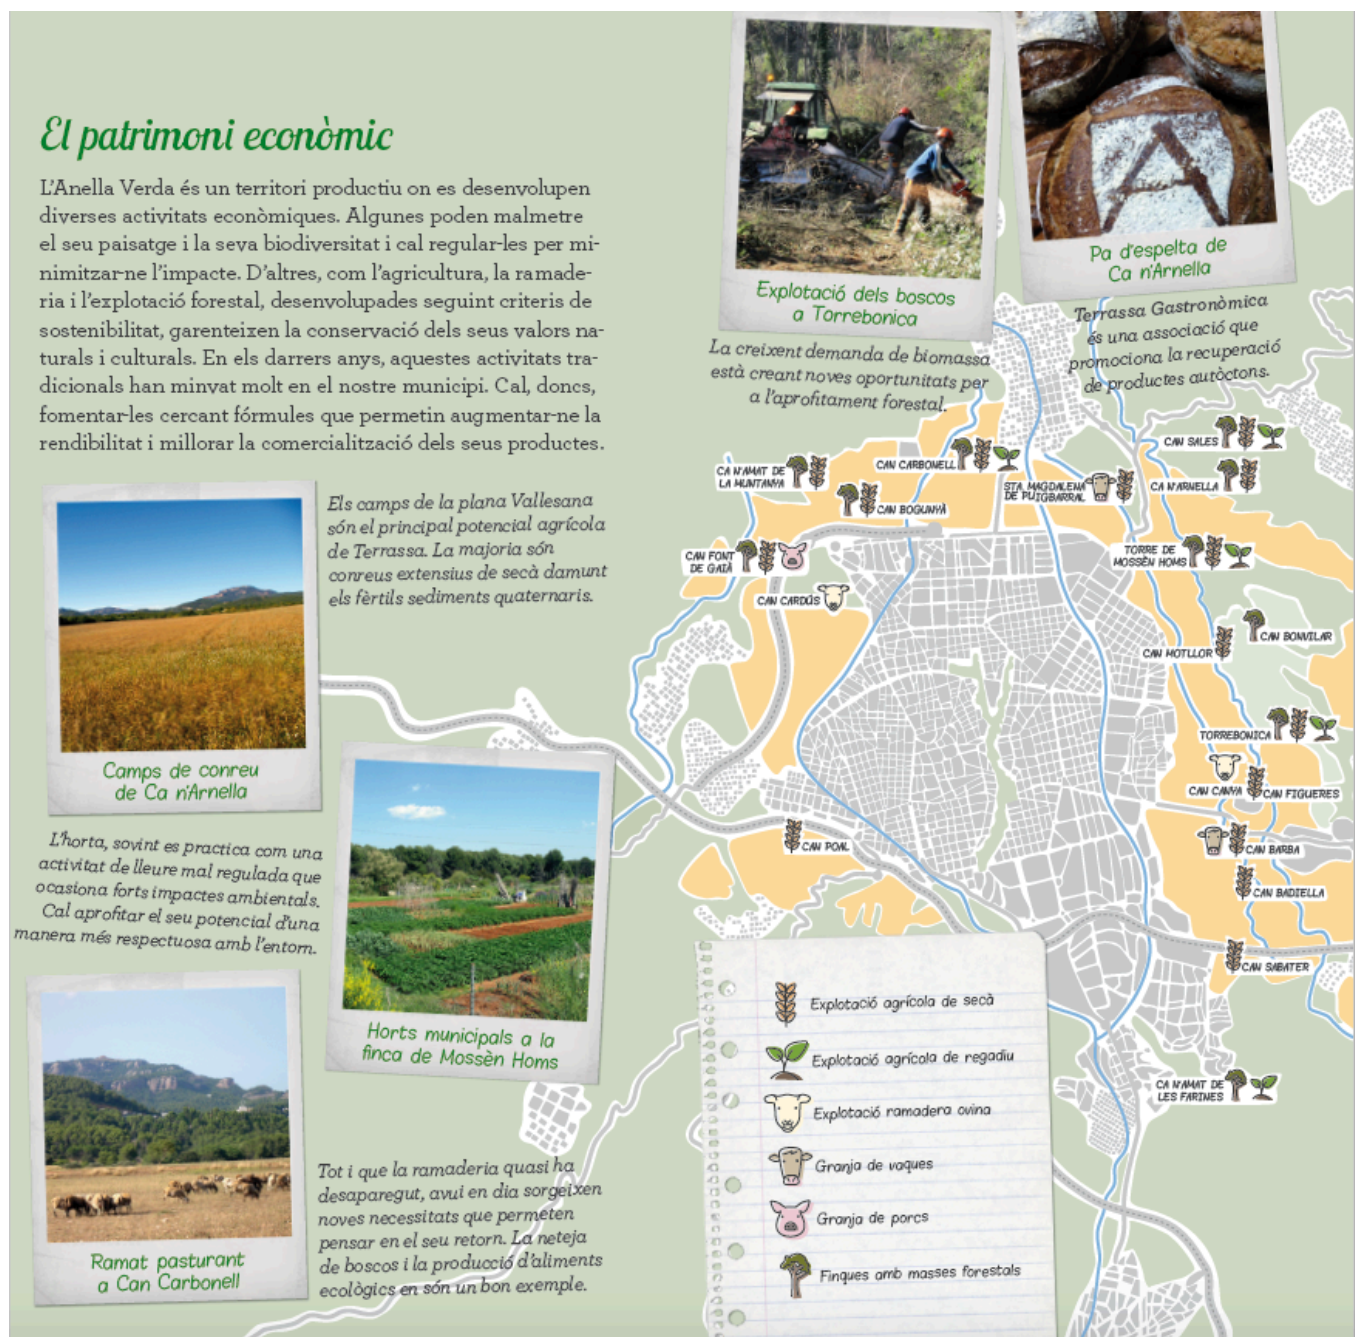 El patrimoni econòmic
L'Anella Verda és un territori productiu on es desenvolupen
diverses activitats econòmiques. Algunes poden malmetre
el seu paisatge i la seva biodiversitat i cal regular-les per mi-
nimitzar-ne l'impacte. D'altres, com l'agricultura, la ramade-
ria i l'explotació forestal, desenvolupades seguint criteris de
sostenibilitat, garenteixen la conservació dels seus valors na-
turals i culturals. En els darrers anys, aquestes activitats tra-
dicionals han minvat molt en el nostre municipi. Cal, doncs,
fomentar-les cercant fórmules que permetin augmentar-ne la
rendibilitat i millorar la comercialització dels seus productes.
Els camps de la plana Vallesana
són el principal potencial agrícola
de Terrassa. La majoria són
conreus extensius de secà damunt
els fèrtils sediments quaternaris.
Camps de conreu
de Ca n'Arnella
L'horta, sovint es practica com una
activitat de lleure mal regulada que
ocasiona forts impactes ambientals.
Cal aprofitar el seu potencial d'una
manera més respectuosa amb l'entorn.
Horts municipals a la
finca de Mossèn Homs
Ramat pasturant
a Can Carbonell
Tot i que la ramaderia quasi ha
desaparegut, avui en dia sorgeixen
noves necessitats que permeten
pensar en el seu retorn. La neteja
de boscos i la producció d'aliments
ecològics en són un bon exemple.
Explotació dels boscos
a Torrebonica
La creixent demanda de biomassa
està creant noves oportunitats per
a l'aprofitament forestal.
A
Pa d'espelta de
Ca n'Arnella
Terrassa Gastronòmica
és una associació que
promociona la recuperació
de productes autòctons.
CAN SALES
CAN CARBONELL
CA N'AMAT DE
LA MUNTANYA
STA. MAGDALENA
DE PUIGBARRAL
CA N'ARNELLA
CAN BOGUNYÀ
CAN FONT
DE GAIÀ
TORRE DE
MOSSÈN HOMS
CAN CARDÚS
CAN BONVILAR
CAN MOTLLOR
TORREBONICA
CAN CANYA
CAN FIGUERES
CAN POAL
CAN BARBA
CAN BADIELLA
CAN SABATER
CA N'AMAT DE
LES FARINES
Explotació agrícola de secà
Explotació agrícola de regadiu
Explotació ramadera ovina
Granja de vaques
Granja de porcs
Finques amb masses forestals